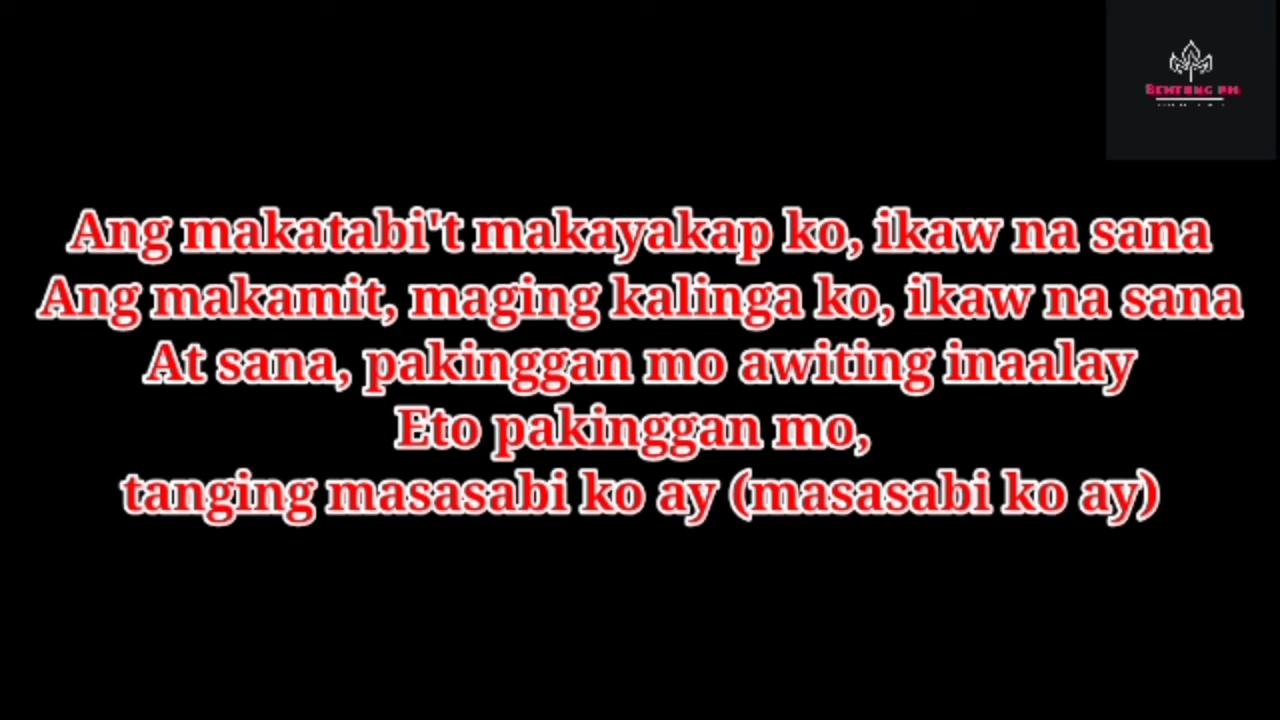 Ang makatabi't makayakap ko, ikaw na sana
Ang makamit, maging kalinga ko, ikaw na sana
At sana, pakinggan mo awiting inaalay
Eto pakinggan mo,
tanging masasabi ko ay (masasabi ko ay)